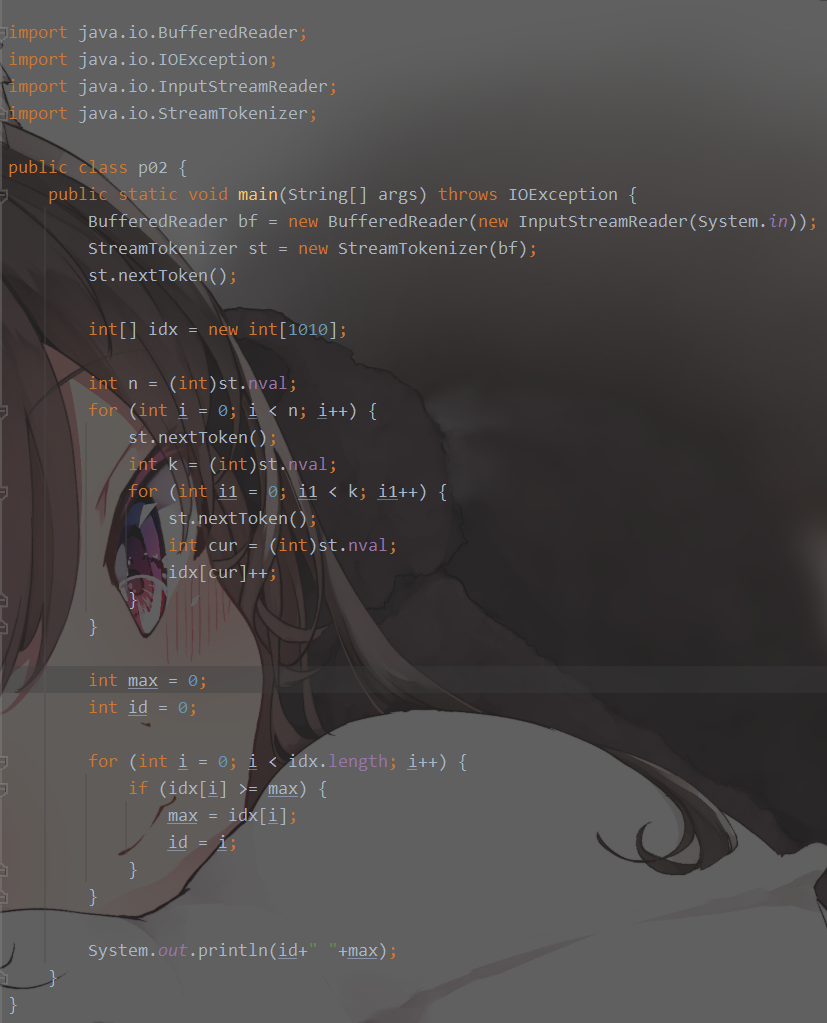 import java.io.BufferedReader;
import java.io.IOException;
import java.io.InputStreamReader;
import java.io.StreamTokenizer;

public class p02 {
    public static void main(String[] args) throws IOException {
        BufferedReader bf = new BufferedReader(new InputStreamReader(System.in));
        StreamTokenizer st = new StreamTokenizer(bf);
        st.nextToken();

        int[] idx = new int[1010];

        int n = (int)st.nval;
        for (int i = 0; i < n; i++) {
            st.nextToken();
            int k = (int)st.nval;
            for (int i1 = 0; i1 < k; i1++) {
                st.nextToken();
                int cur = (int)st.nval;
                idx[cur]++;
            }
        }

        int max = 0;
        int id = 0;

        for (int i = 0; i < idx.length; i++) {
            if (idx[i] >= max) {
                max = idx[i];
                id = i;
            }
        }

        System.out.println(id+" "+max);
    }
}